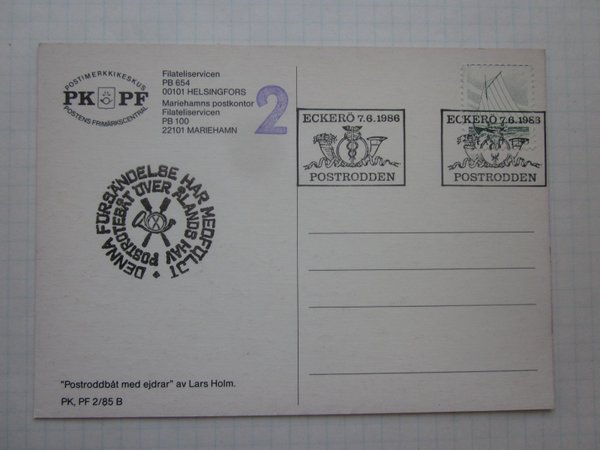 POSTIMERKKIKESKUS
PK PF
POSTENS FRIMÄRKSCENTRAL
Filateliservicen
PB 654
00101 HELSINGFORS
Mariehamns postkontor
Filateliservicen
PB 100
22101 MARIEHAMN
2
ECKERÖ 7.6.1986
POSTRODDEN
ECKERÖ 7.6.1983
POSTRODDEN
DENNA FÖRSÄNDELSE HAR MEDFÖLJT
POSTROTEBÅT ÖVER ÅLANDS HAV
"Postroddbåt med ejdrar" av Lars Holm.
PK, PF 2/85 B